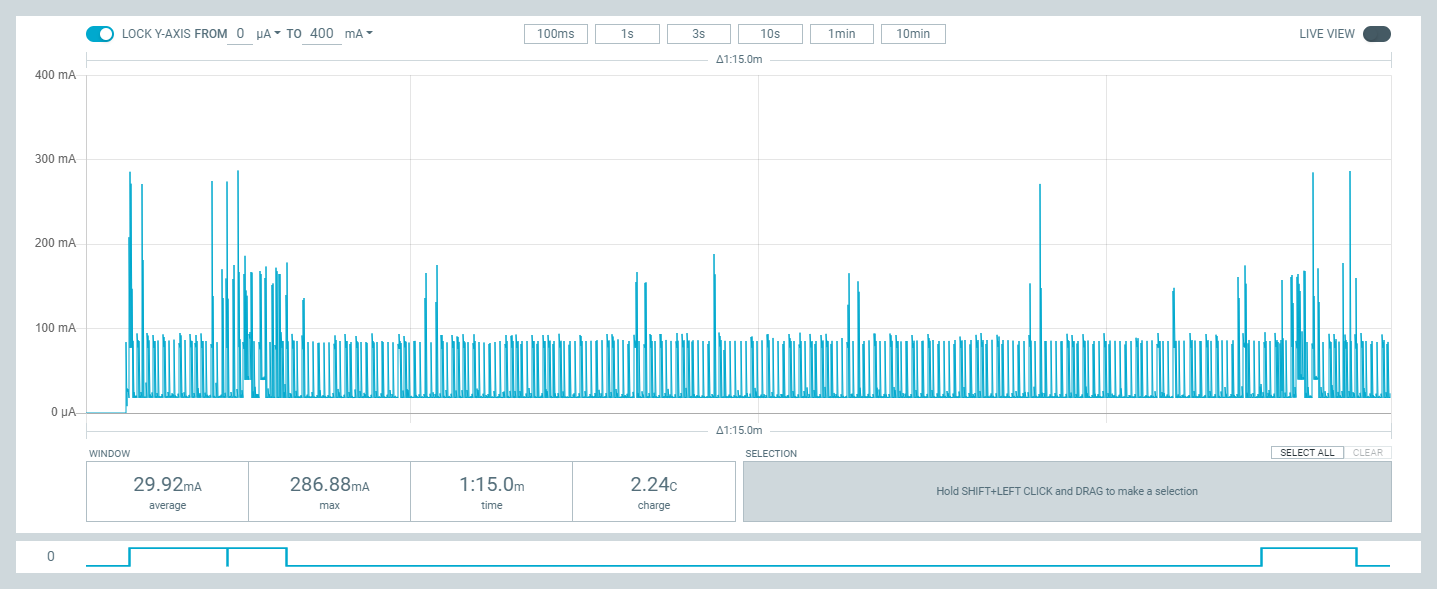 LOCK Y-AXIS FROM 0 µA TO 400 mA 100ms 1s 3s 10s 1min 10min LIVE VIEW
Δ1:15.0m
400 mA
300 mA
200 mA
100 mA
0 µA
Δ1:15.0m
WINDOW SELECTION SELECT ALL CLEAR
29.92mA 286.88mA 1:15.0m 2.24C
average max time charge
Hold SHIFT+LEFT CLICK and DRAG to make a selection
0